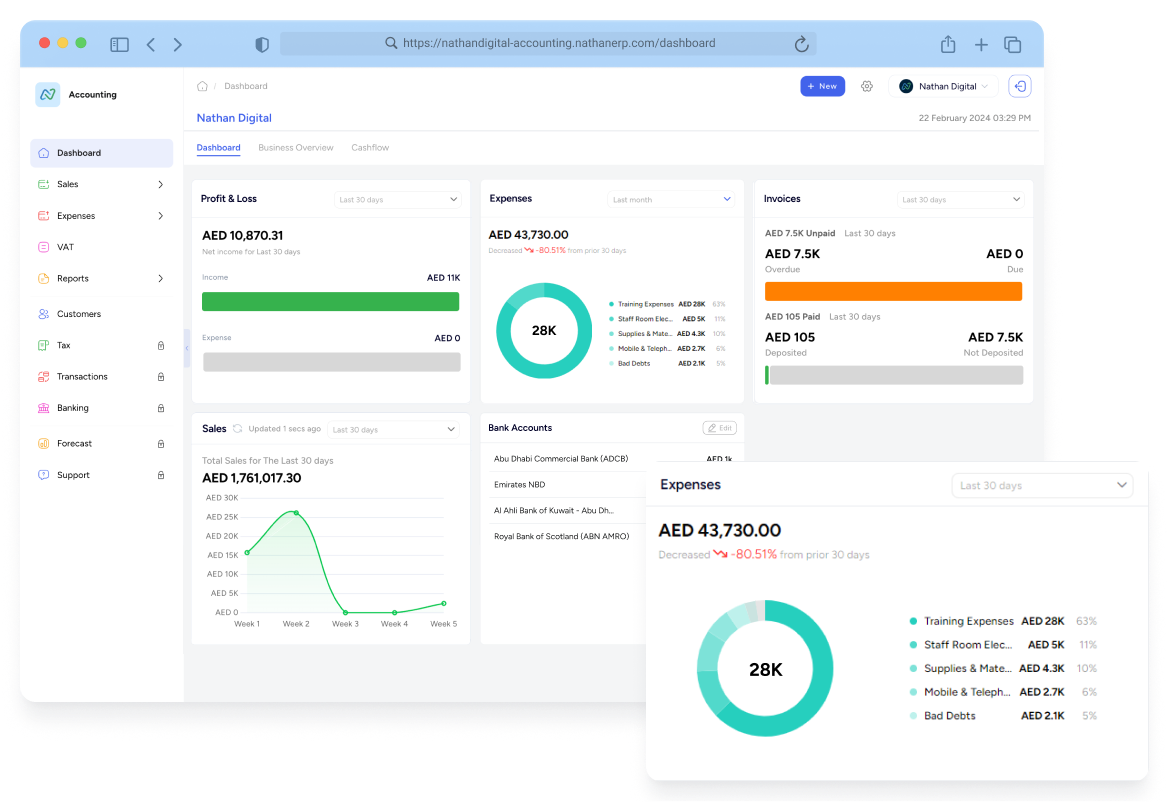 https://nathandigital-accounting.nathanerp.com/dashboard
Accounting
/ Dashboard
+ New
Nathan Digital
Nathan Digital
22 February 2024 03:29 PM
Dashboard
Sales
Expenses
VAT
Reports
Customers
Tax
Transactions
Banking
Forecast
Support
Dashboard Business Overview Cashflow
Profit & Loss Last 30 days
AED 10,870.31
Net income for Last 30 days
Income AED 11K
Expense AED 0
Expenses Last month
AED 43,730.00
Decreased -80.51% from prior 30 days
28K
Training Expenses AED 28K 63%
Staff Room Elec... AED 5K 11%
Supplies & Mate... AED 4.3K 10%
Mobile & Teleph... AED 2.7K 6%
Bad Debts AED 2.1K 5%
Invoices Last 30 days
AED 7.5K Unpaid Last 30 days
AED 7.5K AED 0
Overdue Due
AED 105 Paid Last 30 days
AED 105 AED 7.5K
Deposited Not Deposited
Sales Updated 1 secs ago Last 30 days
Total Sales for The Last 30 days
AED 1,761,017.30
AED 30K
AED 25K
AED 20K
AED 15K
AED 10K
AED 5K
AED 0
Week 1 Week 2 Week 3 Week 4 Week 5
Bank Accounts Edit
Abu Dhabi Commercial Bank (ADCB) AED 1k
Emirates NBD
Al Ahli Bank of Kuwait - Abu Dh...
Royal Bank of Scotland (ABN AMRO)
Expenses Last 30 days
AED 43,730.00
Decreased -80.51% from prior 30 days
28K
Training Expenses AED 28K 63%
Staff Room Elec... AED 5K 11%
Supplies & Mate... AED 4.3K 10%
Mobile & Teleph... AED 2.7K 6%
Bad Debts AED 2.1K 5%